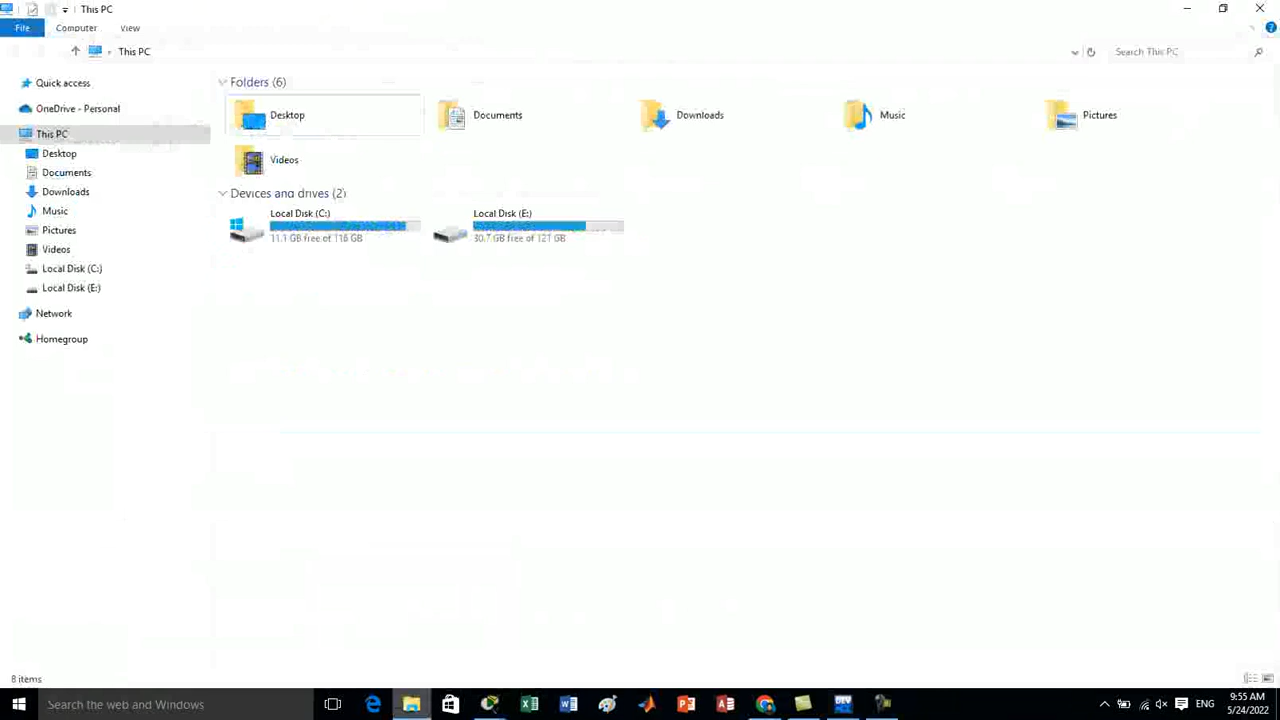 This PC
File Computer View
This PC
Search This PC
Quick access
OneDrive - Personal
This PC
Desktop
Documents
Downloads
Music
Pictures
Videos
Local Disk (C:)
Local Disk (E:)
Network
Homegroup
Folders (6)
Desktop
Documents
Downloads
Music
Pictures
Videos
Devices and drives (2)
Local Disk (C:)
11.1 GB free of 116 GB
Local Disk (E:)
30.7 GB free of 121 GB
8 items
Search the web and Windows
ENG
9:55 AM
5/24/2022